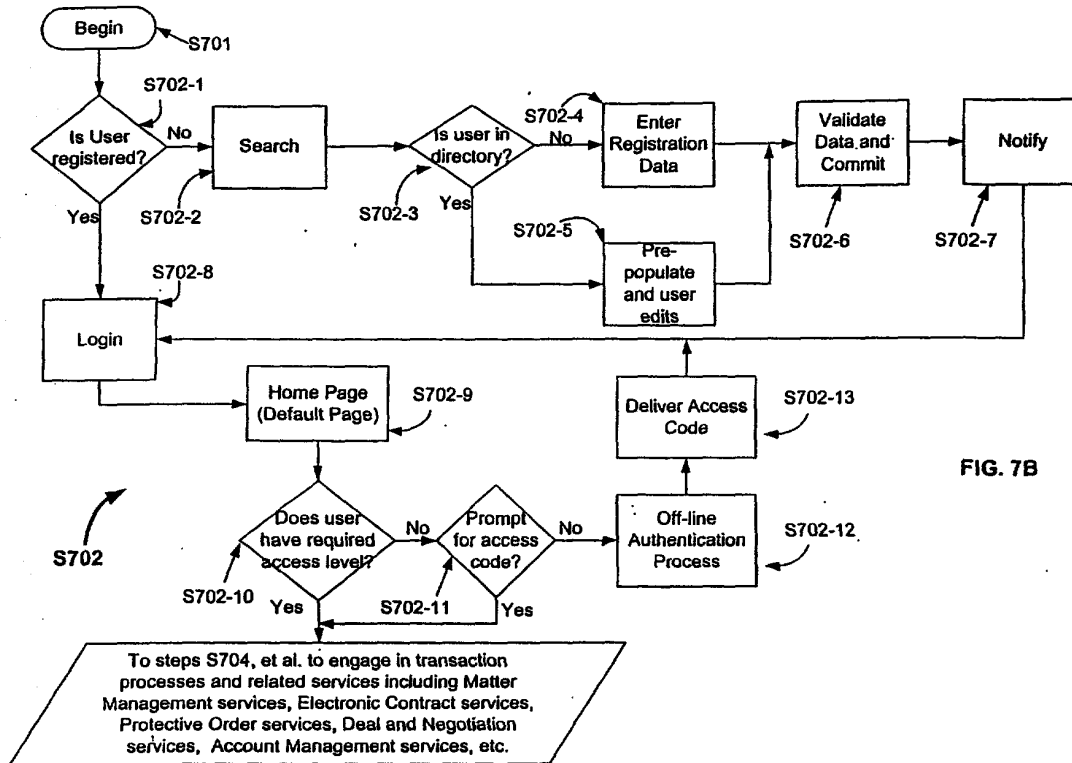 Begin
S701
S702-1
Is User
registered?
No
Yes
Search
S702-2
Is user in
directory?
No
Yes
S702-3
S702-4
Enter
Registration
Data
S702-5
Pre-
populate
and user
edits
Validate
Data and
Commit
S702-6
Notify
S702-7
S702-8
Login
Home Page
(Default Page)
S702-9
Does user
have required
access level?
No
Yes
S702-10
Prompt
for access
code?
No
Yes
S702-11
Off-line
Authentication
Process
S702-12
Deliver Access
Code
S702-13
FIG. 7B
S702
To steps S704, et al. to engage in transaction
processes and related services including Matter
Management services, Electronic Contract services,
Protective Order services, Deal and Negotiation
services, Account Management services, etc.